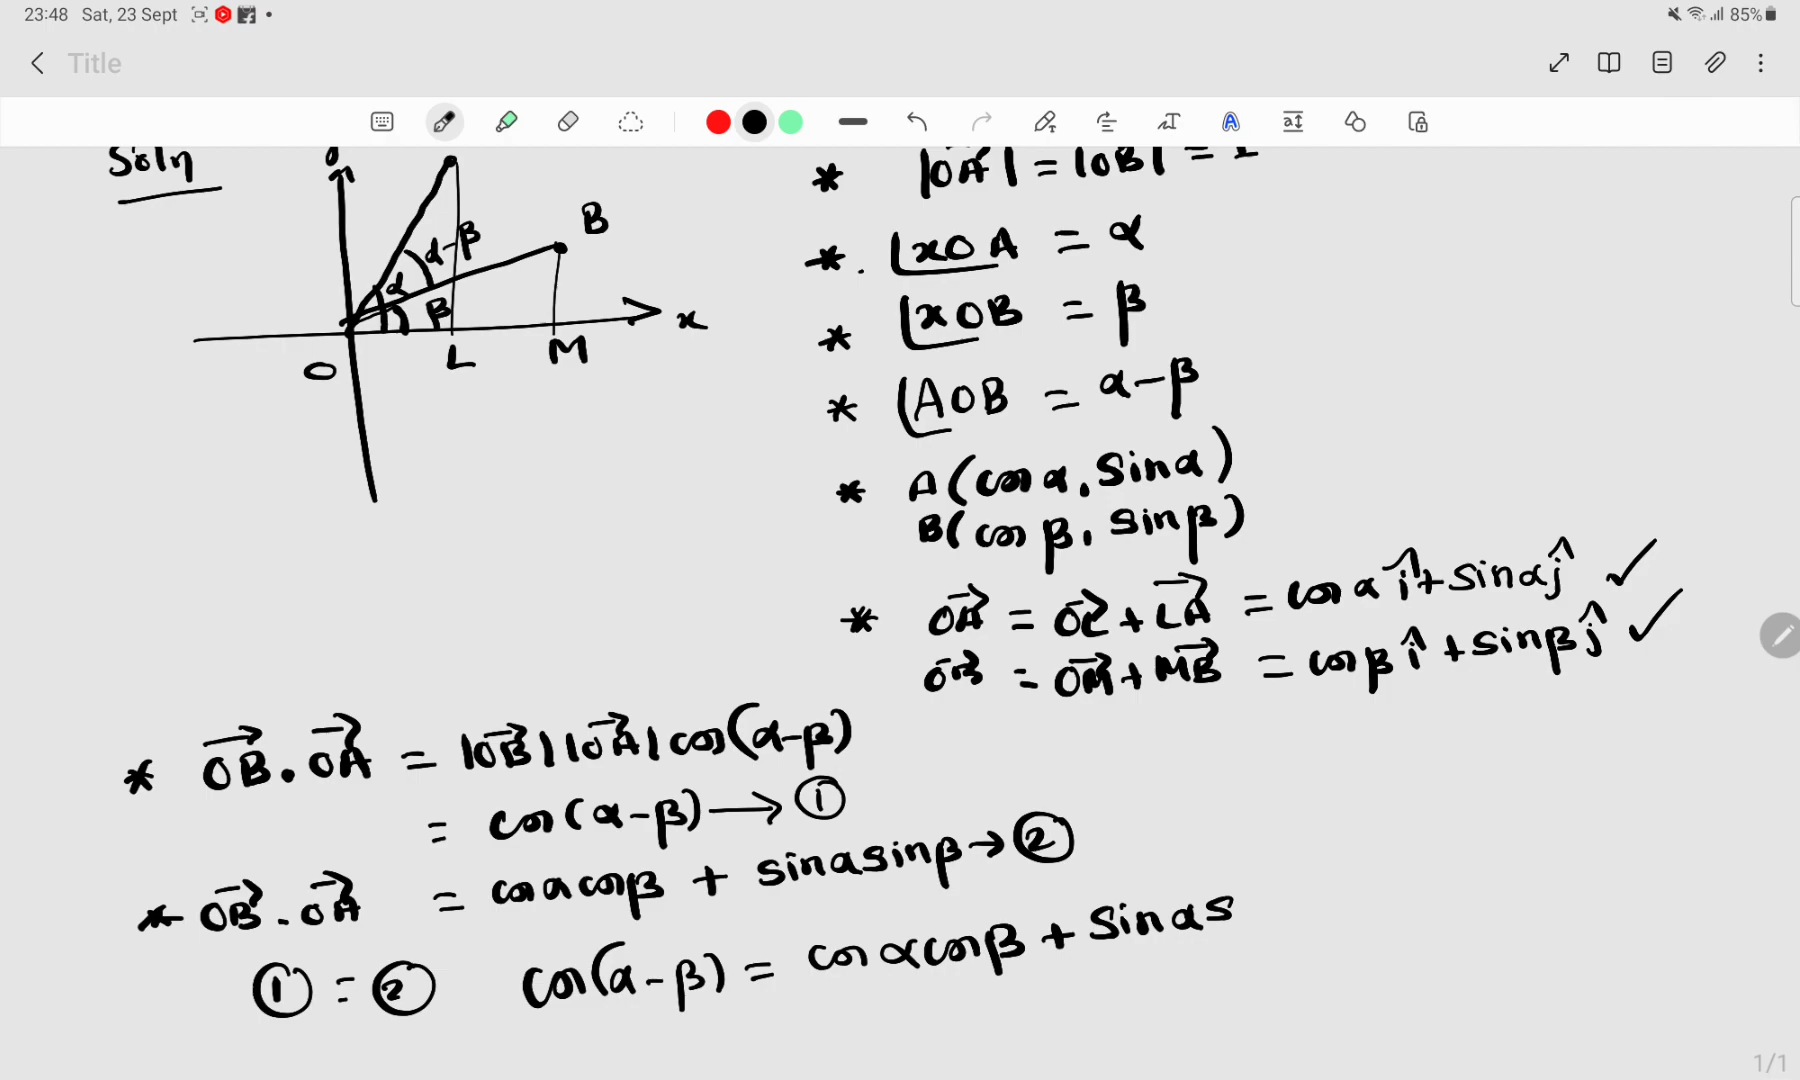 23:48 Sat, 23 Sept
85%
Title
Soln
|OA| = |OB| = 1
B
α-β
α
β
x
O
L
M
* ∠xOA = α
* ∠xOB = β
* ∠AOB = α-β
* A(cos α, sin α)
B(cos β, sin β)
* OA⃗ = OL⃗ + LA⃗ = cos α î + sin α ĵ ✓
OB⃗ = OM⃗ + MB⃗ = cos β î + sin β ĵ ✓
* OB⃗ . OA⃗ = |OB⃗| |OA⃗| cos(α-β)
= cos(α-β) → ①
* OB⃗ . OA⃗ = cos α cos β + sin α sin β → ②
① = ② cos(α-β) = cos α cos β + sin α s
1/1